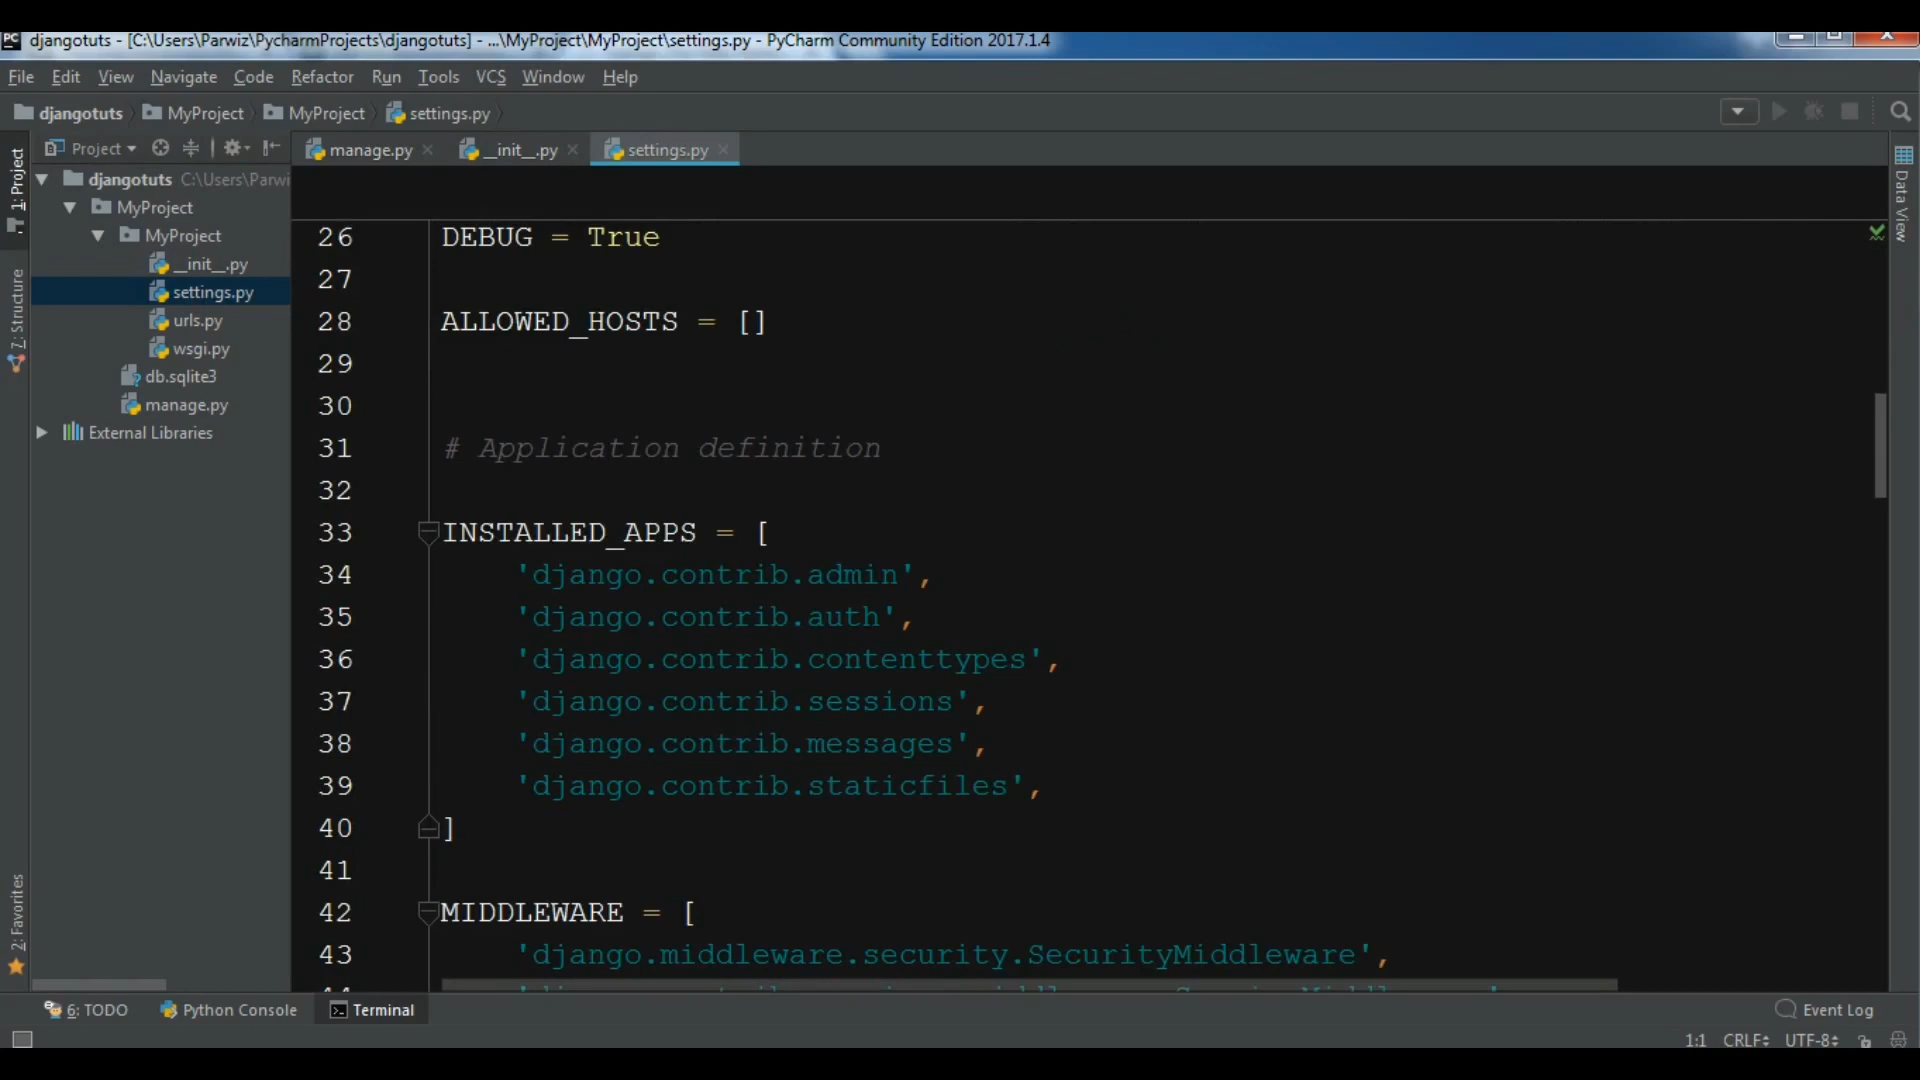 djangotuts - [C:\Users\Parwiz\PycharmProjects\djangotuts] - ...\MyProject\MyProject\settings.py - PyCharm Community Edition 2017.1.4
File Edit View Navigate Code Refactor Run Tools VCS Window Help
djangotuts MyProject MyProject settings.py
Project
manage.py __init__.py settings.py
1: Project
7: Structure
2: Favorites
djangotuts C:\Users\Parwi
MyProject
MyProject
__init__.py
settings.py
urls.py
wsgi.py
db.sqlite3
manage.py
External Libraries
26 DEBUG = True
27
28 ALLOWED_HOSTS = []
29
30
31 # Application definition
32
33 INSTALLED_APPS = [
34 'django.contrib.admin',
35 'django.contrib.auth',
36 'django.contrib.contenttypes',
37 'django.contrib.sessions',
38 'django.contrib.messages',
39 'django.contrib.staticfiles',
40 ]
41
42 MIDDLEWARE = [
43 'django.middleware.security.SecurityMiddleware',
Data View
6: TODO Python Console Terminal Event Log
1:1 CRLF UTF-8